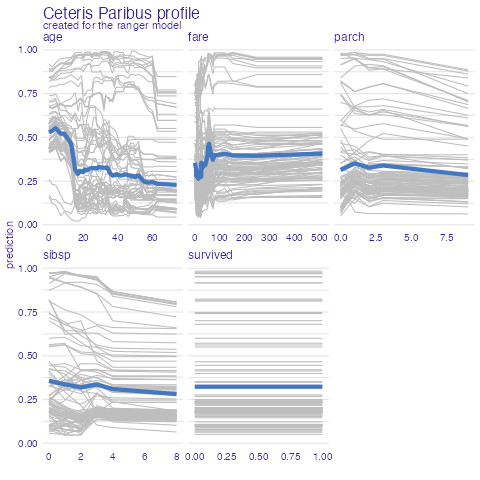 Ceteris Paribus profile
created for the ranger model
age fare parch
1.00
0.75
0.50
0.25
0.00
0 20 40 60 0 100 200 300 400 500 0.0 2.5 5.0 7.5
prediction
sibsp survived
1.00
0.75
0.50
0.25
0.00
0 2 4 6 8 0.00 0.25 0.50 0.75 1.00